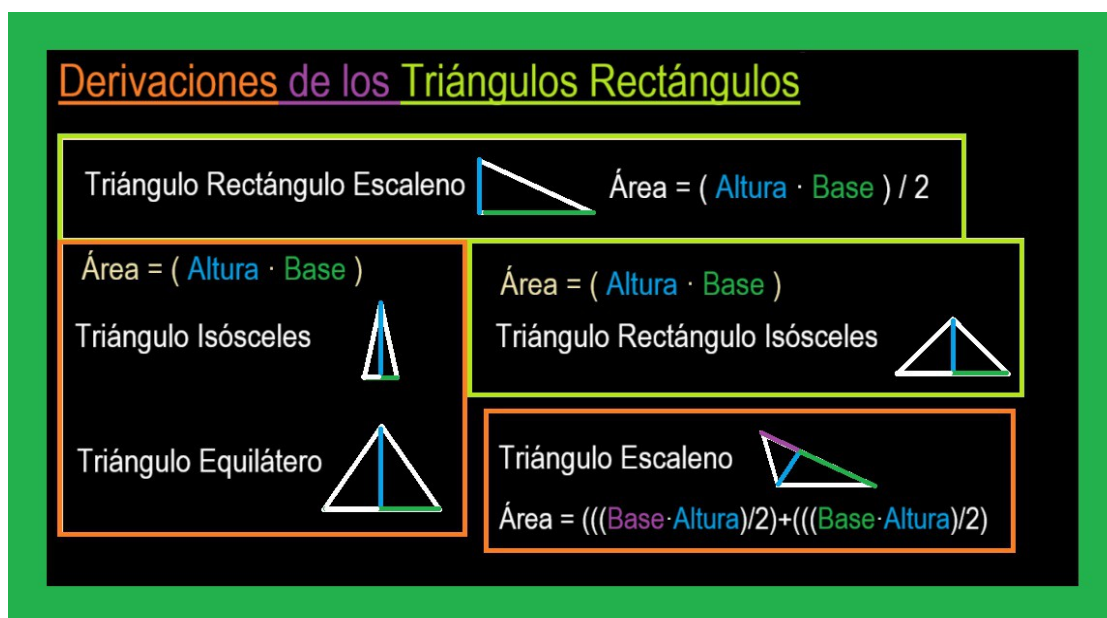 Derivaciones de los Triángulos Rectángulos
Triángulo Rectángulo Escaleno
Área = ( Altura · Base ) / 2
Área = ( Altura · Base )
Triángulo Isósceles
Triángulo Equilátero
Área = ( Altura · Base )
Triángulo Rectángulo Isósceles
Triángulo Escaleno
Área = (((Base·Altura)/2)+(((Base·Altura)/2)